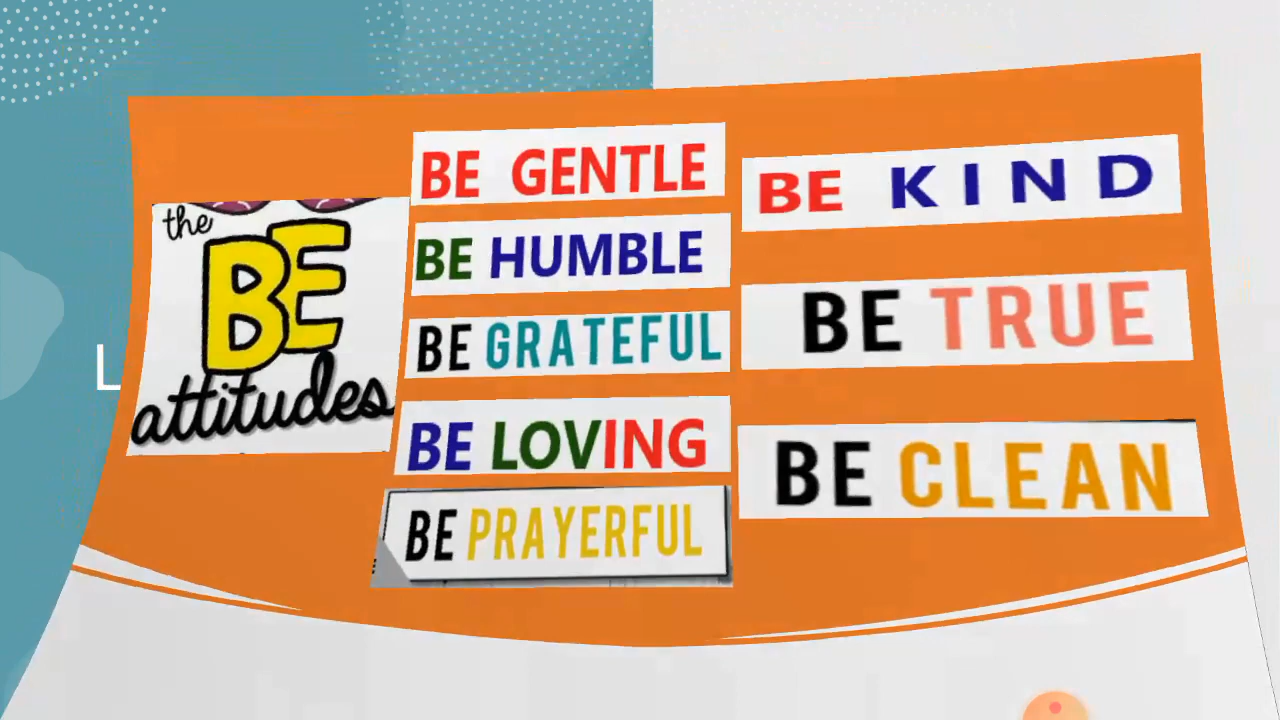 the
BE
attitudes
BE GENTLE
BE HUMBLE
BE GRATEFUL
BE LOVING
BE PRAYERFUL
BE KIND
BE TRUE
BE CLEAN
L